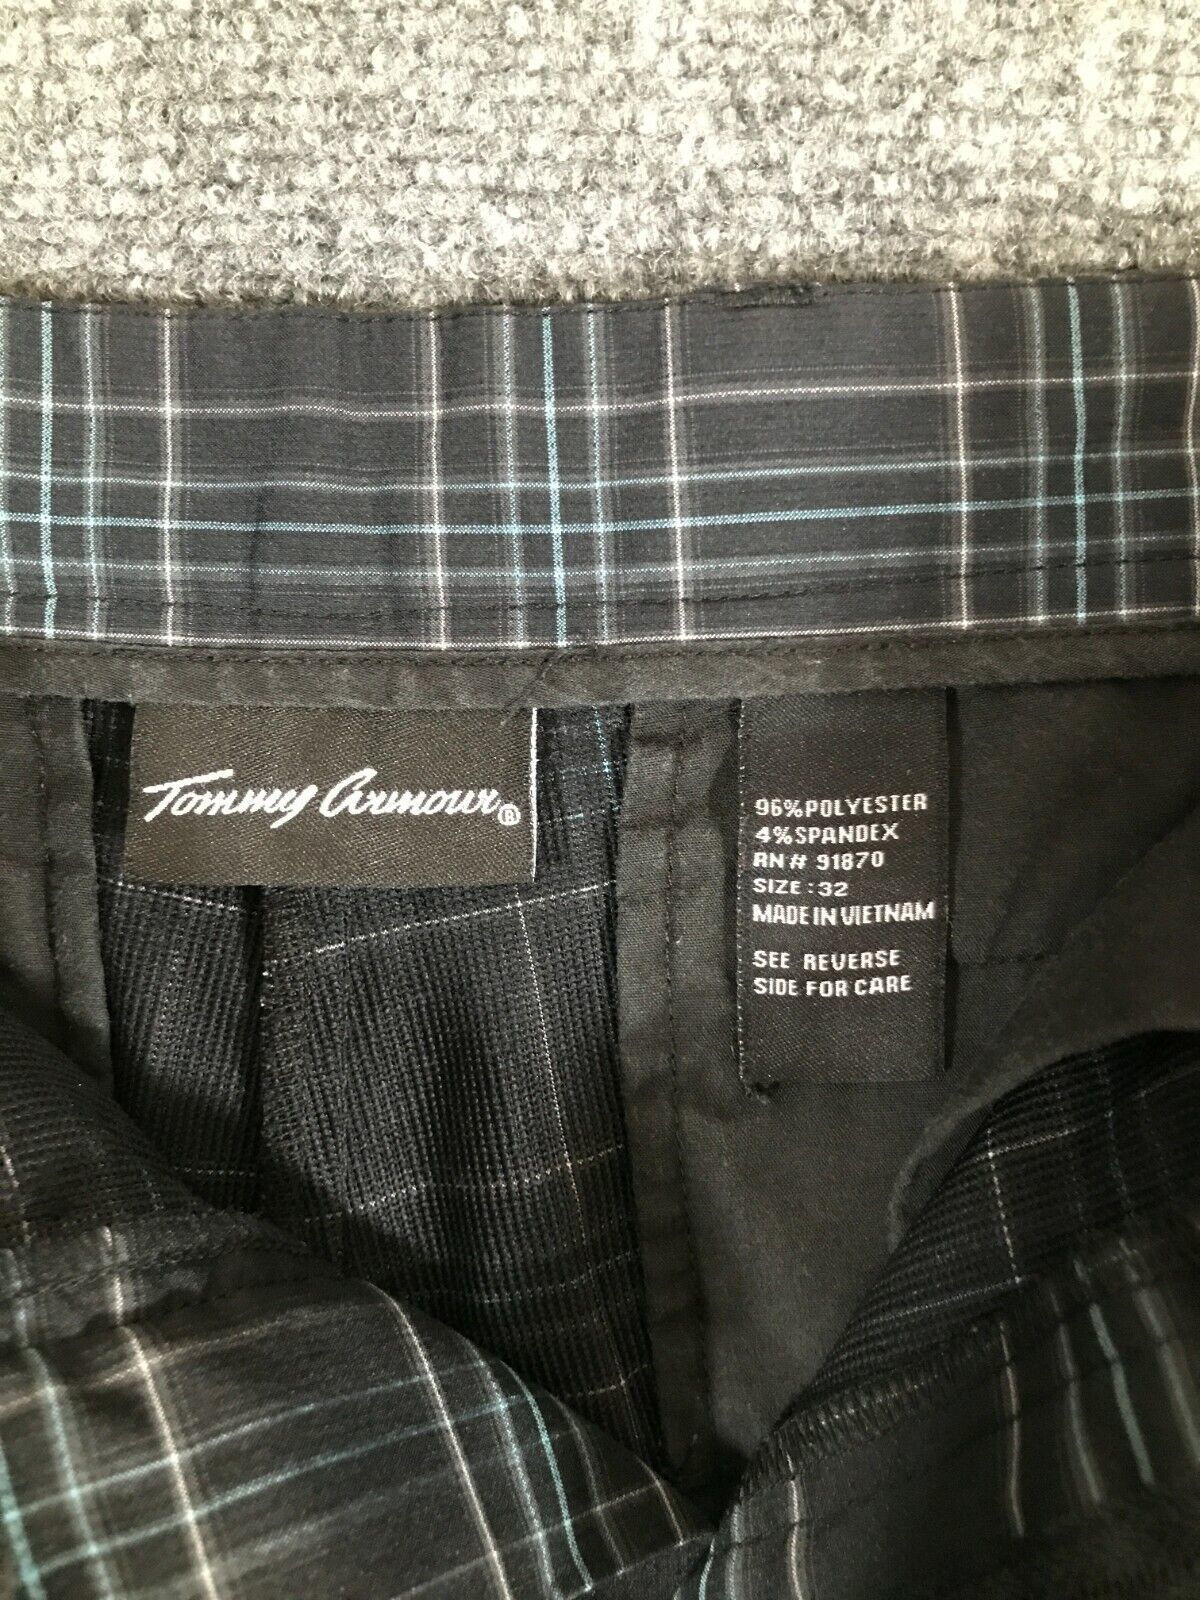 Tommy Armour®
96% POLYESTER
4% SPANDEX
RN # 91870
SIZE : 32
MADE IN VIETNAM
SEE REVERSE
SIDE FOR CARE